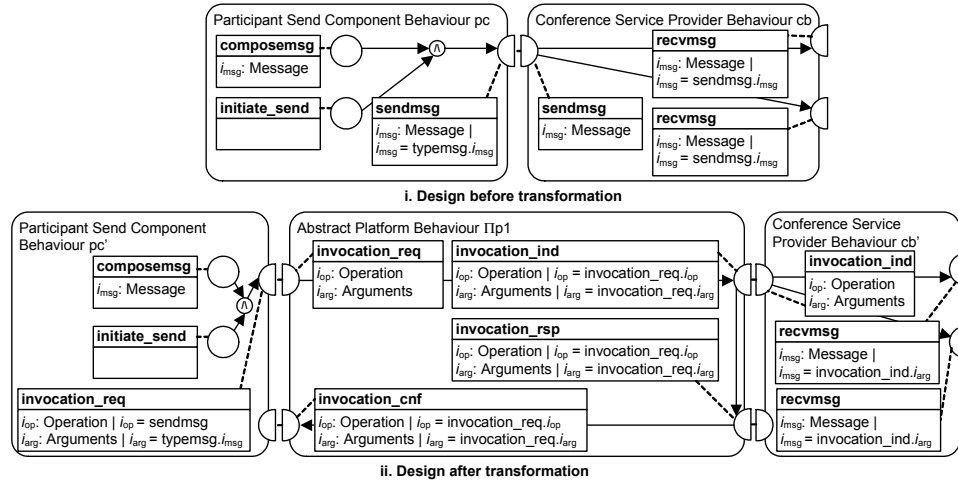 Participant Send Component Behaviour pc
composemsg
imsg: Message
initiate_send
sendmsg
imsg: Message |
imsg = typemsg.imsg
Conference Service Provider Behaviour cb
recvmsg
imsg: Message |
imsg = sendmsg.imsg
sendmsg
imsg: Message
recvmsg
imsg: Message |
imsg = sendmsg.imsg
i. Design before transformation
Participant Send Component
Behaviour pc'
composemsg
imsg: Message
initiate_send
invocation_req
iop: Operation | iop = sendmsg
iarg: Arguments | iarg = typemsg.imsg
Abstract Platform Behaviour Πp1
invocation_req
iop: Operation
iarg: Arguments
invocation_ind
iop: Operation | iop = invocation_req.iop
iarg: Arguments | iarg = invocation_req.iarg
invocation_rsp
iop: Operation | iop = invocation_req.iop
iarg: Arguments | iarg = invocation_req.iarg
invocation_cnf
iop: Operation | iop = invocation_req.iop
iarg: Arguments | iarg = invocation_req.iarg
Conference Service
Provider Behaviour cb'
invocation_ind
iop: Operation
iarg: Arguments
recvmsg
imsg: Message |
imsg = invocation_ind.iarg
recvmsg
imsg: Message |
imsg = invocation_ind.iarg
ii. Design after transformation